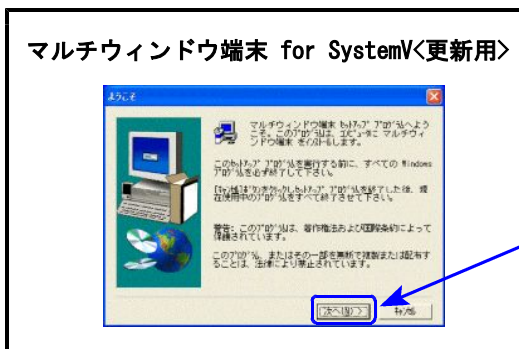 マルチウィンドウ端末 for SystemV<更新用>
ようこそ
マルチウィンドウ端末 ｾｯﾄｱｯﾌﾟ ﾌﾟﾛｸﾞﾗﾑへよう
こそ。このﾌﾟﾛｸﾞﾗﾑは、ｺﾝﾋﾟｭｰﾀに マルチウィ
ンドウ端末 をｲﾝｽﾄｰﾙします。
このｾｯﾄｱｯﾌﾟ ﾌﾟﾛｸﾞﾗﾑを実行する前に、すべての Windows
ﾌﾟﾛｸﾞﾗﾑを必ず終了して下さい。
[ｷｬﾝｾﾙ]ﾎﾞﾀﾝをｸﾘｯｸしｾｯﾄｱｯﾌﾟ ﾌﾟﾛｸﾞﾗﾑを終了した後、現
在使用中のﾌﾟﾛｸﾞﾗﾑをすべて終了させて下さい。
警告: このﾌﾟﾛｸﾞﾗﾑは、著作権法および国際条約によって
保護されています。
このﾌﾟﾛｸﾞﾗﾑ、またはその一部を無断で複製または配布す
ることは、法律により禁止されています。
次へ(N) >
ｷｬﾝｾﾙ